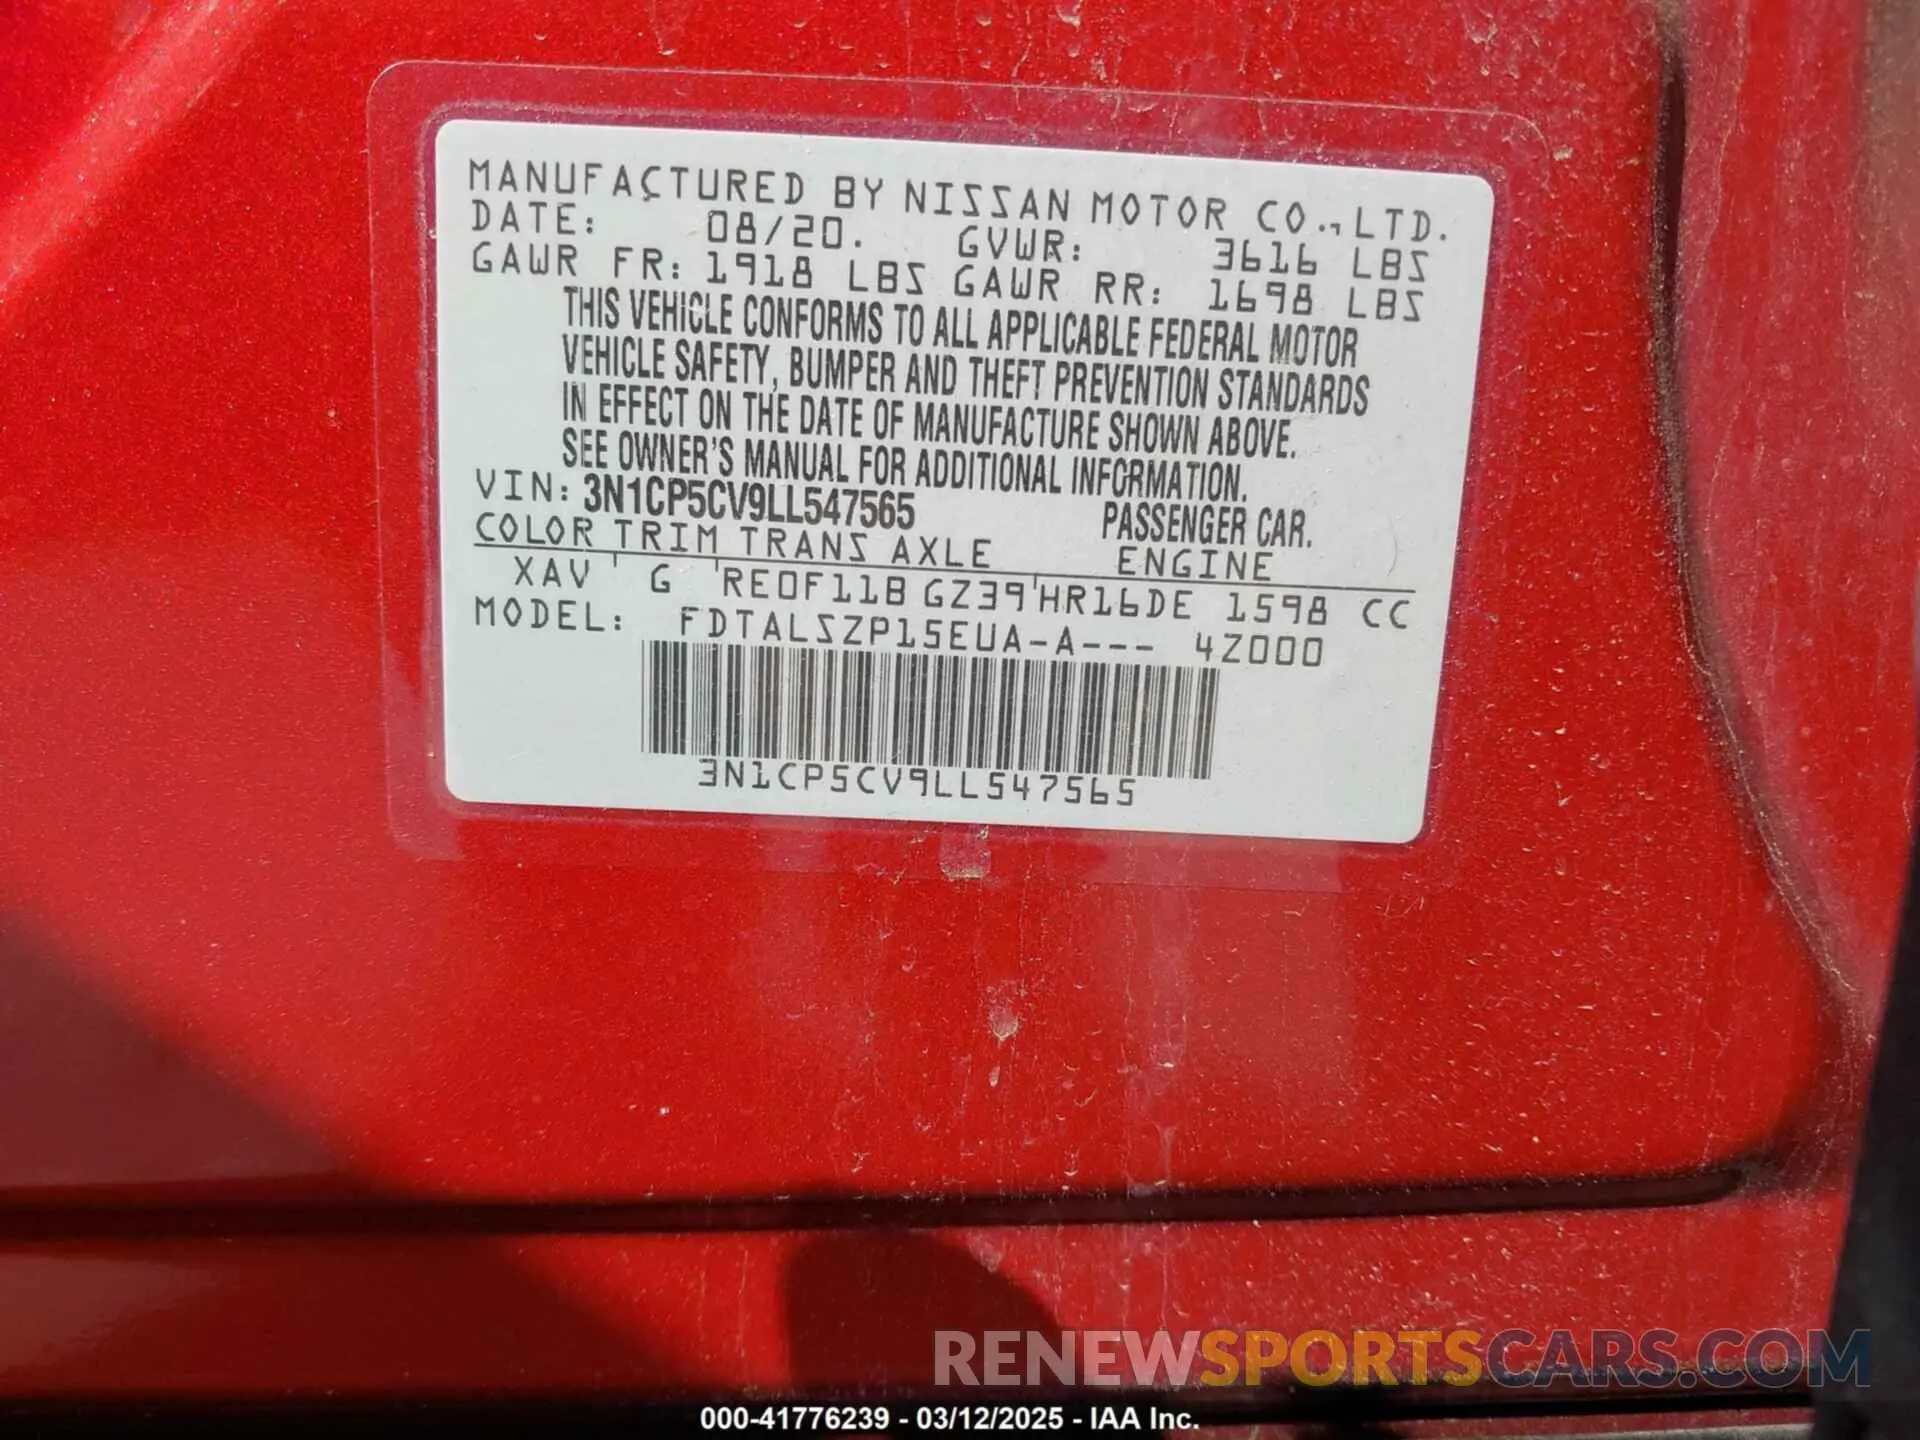 MANUFACTURED BY NISSAN MOTOR CO., LTD.
DATE: 08/20. GVWR: 3616 LBS
GAWR FR: 1918 LBS GAWR RR: 1698 LBS
THIS VEHICLE CONFORMS TO ALL APPLICABLE FEDERAL MOTOR
VEHICLE SAFETY, BUMPER AND THEFT PREVENTION STANDARDS
IN EFFECT ON THE DATE OF MANUFACTURE SHOWN ABOVE.
SEE OWNER'S MANUAL FOR ADDITIONAL INFORMATION.
VIN: 3N1CP5CV9LL547565 PASSENGER CAR.
COLOR TRIM TRANS AXLE ENGINE
XAV G RE0F11B GZ39 HR16DE 1598 CC
MODEL: FDTALSZP15EUA-A--- 4Z000
3N1CP5CV9LL547565
RENEWSPORTSCARS.COM
000-41776239 - 03/12/2025 - IAA Inc.